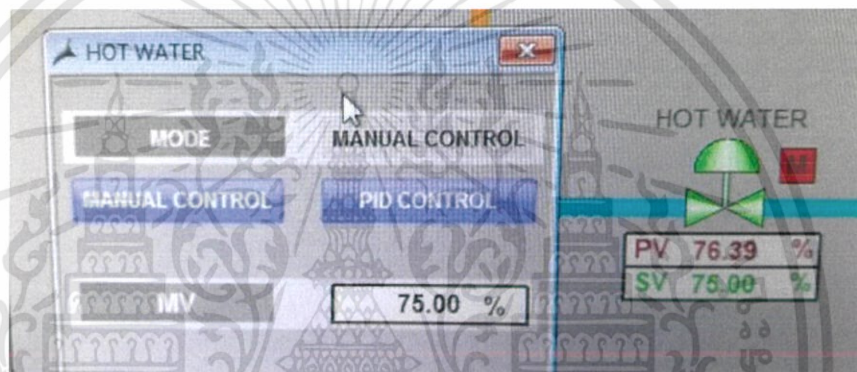 HOT WATER
MODE MANUAL CONTROL
MANUAL CONTROL PID CONTROL
MV 75.00 %
HOT WATER
M
PV 76.39 %
SV 75.00 %